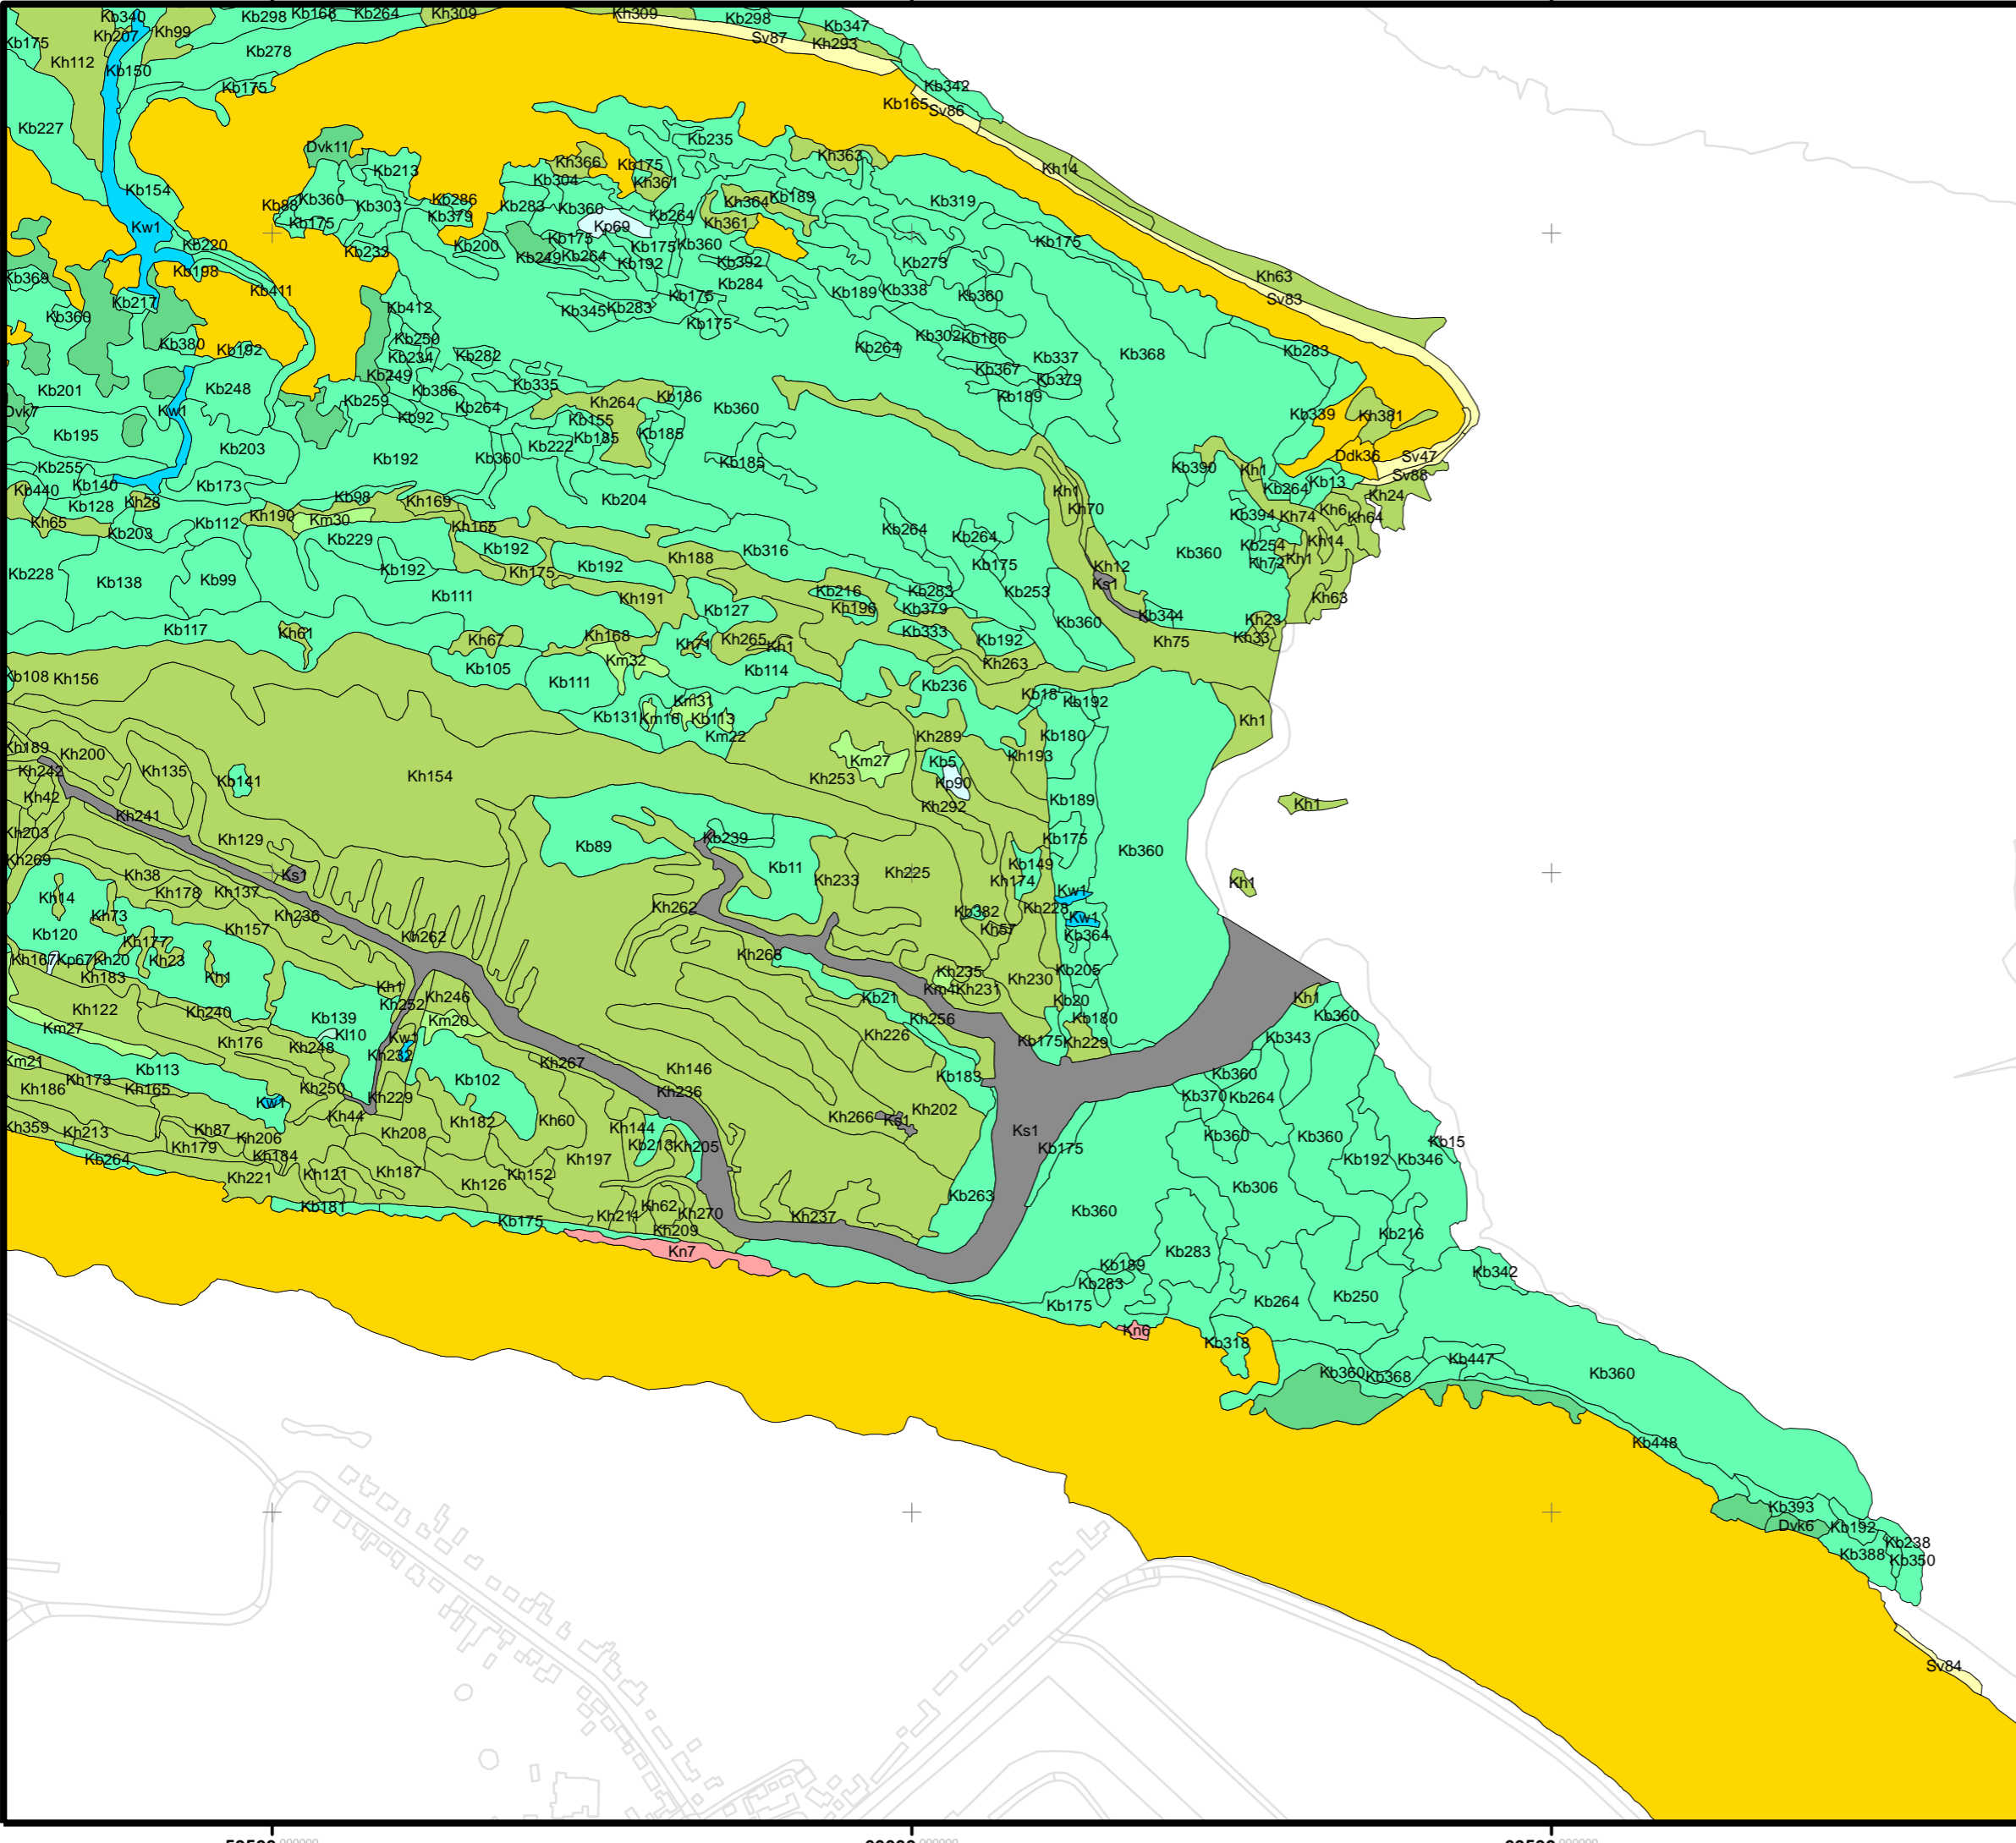 Kb340
Kb298
Kb168
Kb264
Kh309
Kh309
Kb298
Kb347
Kb175
Kh207
Kh99
Sv87
Kh293
Kh112
Kb150
Kb278
Kb175
Kb342
Kb165
Sv86
Kb227
Dvk11
Kb235
Kh366
Kh175
Kh363
Kh14
Kb213
Kb304
Kh361
Kb154
Kb88
Kb360
Kb303
Kb286
Kb283
Kb360
Kh364
Kb189
Kb319
Kb175
Kb379
Kp69
Kb264
Kh361
Kw1
Kb220
Kb232
Kb200
Kb175
Kb175
Kb360
Kb175
Kb249
Kb264
Kb192
Kb392
Kb273
Kb369
Kb198
Kb411
Kb284
Kh63
Kb217
Kb412
Kb345
Kb283
Kb175
Kb189
Kb338
Kb360
Sv83
Kb360
Kb175
Kb380
Kb192
Kb250
Kb234
Kb282
Kb264
Kb302
Kb186
Kb337
Kb368
Kb283
Kb201
Kb248
Kb249
Kb386
Kb335
Kb367
Kb379
Dvk7
Kw1
Kb259
Kb92
Kb264
Kh264
Kb186
Kb360
Kb189
Kb339
Kh381
Kb195
Kb155
Kb185
Kb185
Kb203
Kb222
Kb255
Kb192
Kb360
Kb185
Kb390
Kh1
Ddk36
Sv47
Sv88
Kb440
Kb140
Kb173
Kb98
Kh169
Kb204
Kh1
Kb264
Kb13
Kh24
Kb128
Kh28
Kh70
Kh65
Kb203
Kb112
Kh190
Km30
Kh165
Kb264
Kb264
Kb394
Kh74
Kh6
Kh64
Kb229
Kb192
Kh188
Kb316
Kb360
Kb254
Kh14
Kb228
Kb138
Kb99
Kb192
Kh175
Kb192
Kb175
Kh12
Kh72
Kh1
Kb111
Kh191
Kb127
Kb216
Kh196
Kb283
Kb379
Kb253
Ks1
Kh63
Kb117
Kh61
Kh67
Kh168
Kh71
Kh265
Kh1
Kb333
Kb192
Kb360
Kb344
Kh75
Kh23
Kh33
Kb108
Kh156
Kb105
Kb111
Km32
Kb114
Kh263
Kb236
Kb18
Kb192
Kb131
Km18
Km31
Kb113
Km22
Kh289
Kb180
Kh1
Kh189
Kh200
Kh242
Kh135
Kb141
Kh154
Kh253
Km27
Kb5
Kp90
Kh193
Kh42
Kh241
Kh292
Kb189
Kh1
Kh203
Kh129
Kb89
Kb239
Kb175
Kb360
Kh269
Kh38
Ks1
Kb11
Kh233
Kh225
Kb149
Kh174
Kh1
Kh14
Kh178
Kh137
Kw1
Kh73
Kh236
Kh262
Kb382
Kh228
Kw1
Kb120
Kh177
Kh157
Kh262
Kh57
Kb364
Kh167
Kp67
Kh20
Kh23
Kh183
Kh1
Kh268
Kh235
Km4
Kh231
Kh230
Kb205
Kh1
Kh252
Kh246
Kb21
Kb20
Kh1
Kh122
Kh240
Kb139
Km20
Kh256
Kb180
Kb360
Km27
Kl10
Kw1
Kh226
Kb175
Kh229
Kb343
Kh176
Kh248
Kh232
Km21
Kb113
Kh267
Kh146
Kb183
Kb360
Kh186
Kh173
Kh165
Kh250
Kb102
Kh236
Kb370
Kb264
Kw1
Kh229
Kh44
Kh182
Kh60
Kh266
Ks1
Kh202
Kh359
Kh213
Kh87
Kh206
Kh208
Kh144
Ks1
Kb360
Kb360
Kb15
Kh179
Kb213
Kh205
Kb175
Kb264
Kh184
Kh197
Kb192
Kb346
Kh221
Kh121
Kh187
Kh152
Kh126
Kb263
Kb306
Kb181
Kb175
Kh211
Kh62
Kh270
Kh209
Kh237
Kb360
Kb216
Kn7
Kb283
Kb189
Kb283
Kb342
Kb175
Kb264
Kb250
Kn6
Kb318
Kb360
Kb368
Kb447
Kb360
Kb448
Kb393
Dvk6
Kb192
Kb238
Kb388
Kb350
Sv84